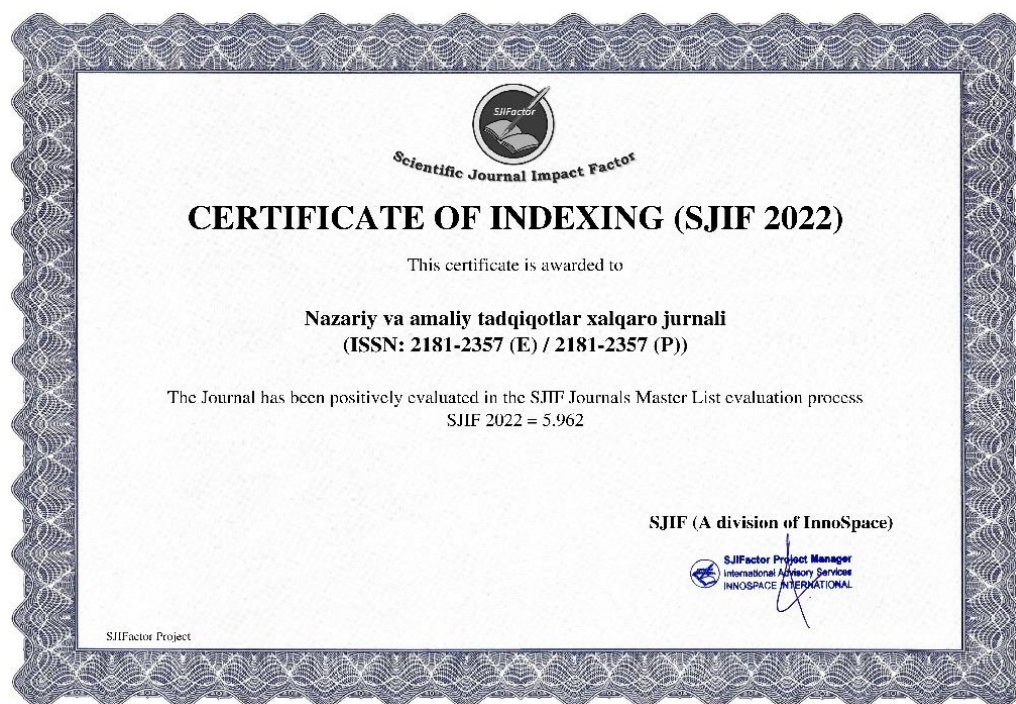 SJIFactor
Scientific Journal Impact Factor
CERTIFICATE OF INDEXING (SJIF 2022)
This certificate is awarded to
Nazariy va amaliy tadqiqotlar xalqaro jurnali
(ISSN: 2181-2357 (E) / 2181-2357 (P))
The Journal has been positively evaluated in the SJIF Journals Master List evaluation process
SJIF 2022 = 5.962
SJIF (A division of InnoSpace)
SJIFactor Project Manager
International Advisory Services
INNOSPACE INTERNATIONAL
SJIFactor Project